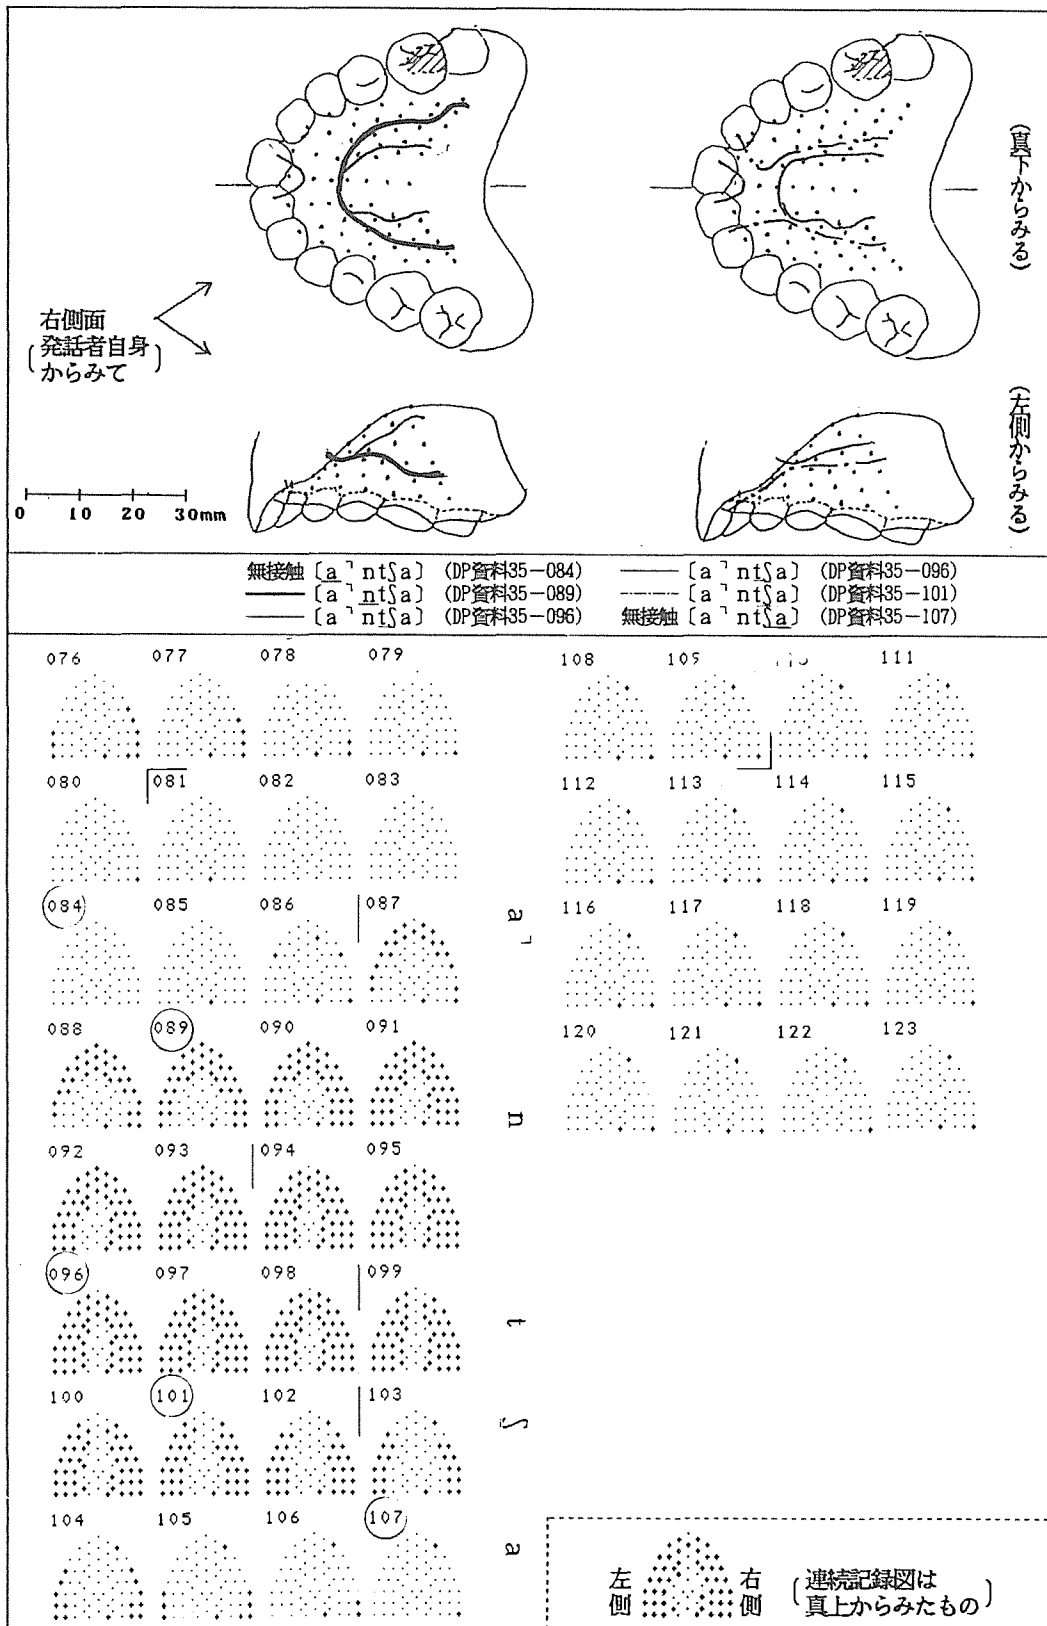 (真下からみる)
右側面
発話者自身
からみて
(左側からみる)
0 10 20 30mm
無接触 [a˺ntʃa] (DP資料35-084)
[a˺ntʃa] (DP資料35-089)
[a˺ntʃa] (DP資料35-096)
[a˺ntʃa] (DP資料35-096)
[a˺ntʃa] (DP資料35-101)
無接触 [a˺ntʃa] (DP資料35-107)
076 077 078 079
080 081 082 083
084 085 086 087
a˺
088 089 090 091
n
092 093 094 095
096 097 098 099
t
100 101 102 103
ʃ
104 105 106 107
a
108 109 111
112 113 114 115
116 117 118 119
120 121 122 123
左側
右側
(連続記録図は
真上からみたもの)